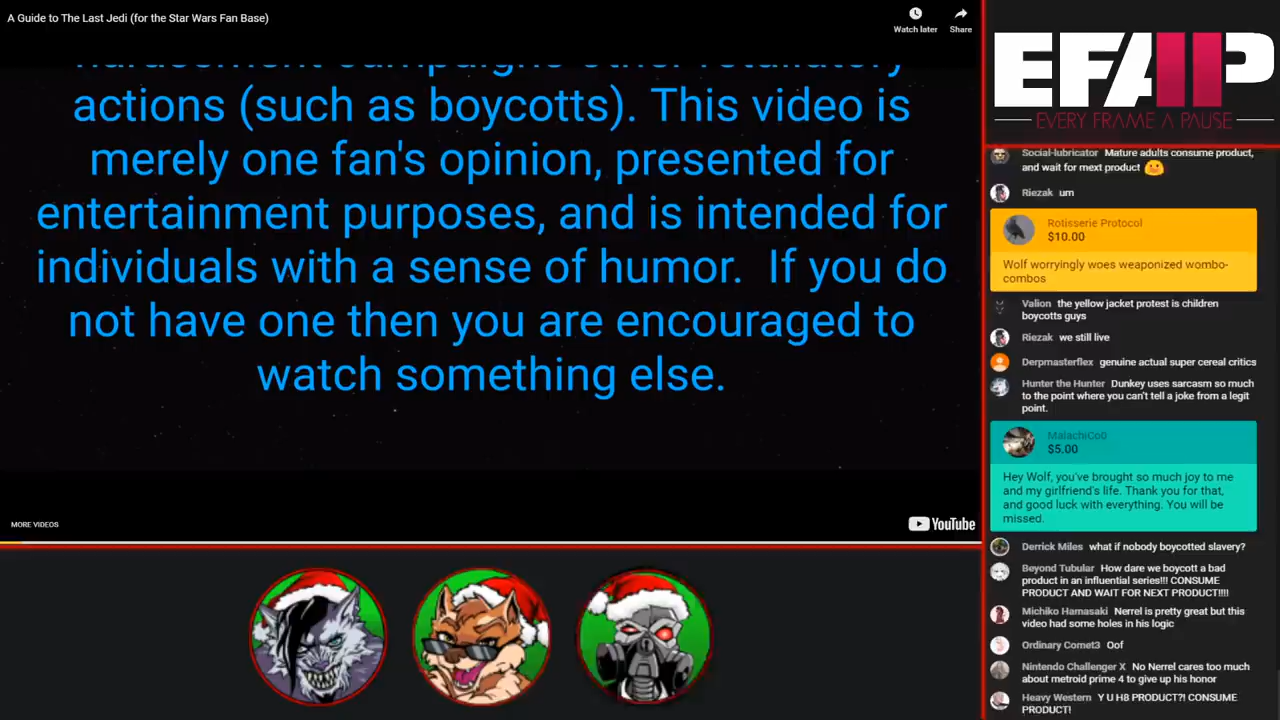 A Guide to The Last Jedi (for the Star Wars Fan Base)
Watch later
Share
actions (such as boycotts). This video is
merely one fan's opinion, presented for
entertainment purposes, and is intended for
individuals with a sense of humor.  If you do
not have one then you are encouraged to
watch something else.
MORE VIDEOS
YouTube
EFAP
EVERY FRAME A PAUSE
Social-lubricator Mature adults consume product,
and wait for mext product
Riezak um
Rotisserie Protocol
$10.00
Wolf worryingly woes weaponized wombo-
combos
Valion the yellow jacket protest is children
boycotts guys
Riezak we still live
Derpmasterflex genuine actual super cereal critics
Hunter the Hunter Dunkey uses sarcasm so much
to the point where you can't tell a joke from a legit
point.
MalachiCo0
$5.00
Hey Wolf, you've brought so much joy to me
and my girlfriend's life. Thank you for that,
and good luck with everything. You will be
missed.
Derrick Miles what if nobody boycotted slavery?
Beyond Tubular How dare we boycott a bad
product in an influential series!!! CONSUME
PRODUCT AND WAIT FOR NEXT PRODUCT!!!!
Michiko Hamasaki Nerrel is pretty great but this
video had some holes in his logic
Ordinary Comet3 Oof
Nintendo Challenger X No Nerrel cares too much
about metroid prime 4 to give up his honor
Heavy Western Y U H8 PRODUCT?! CONSUME
PRODUCT!